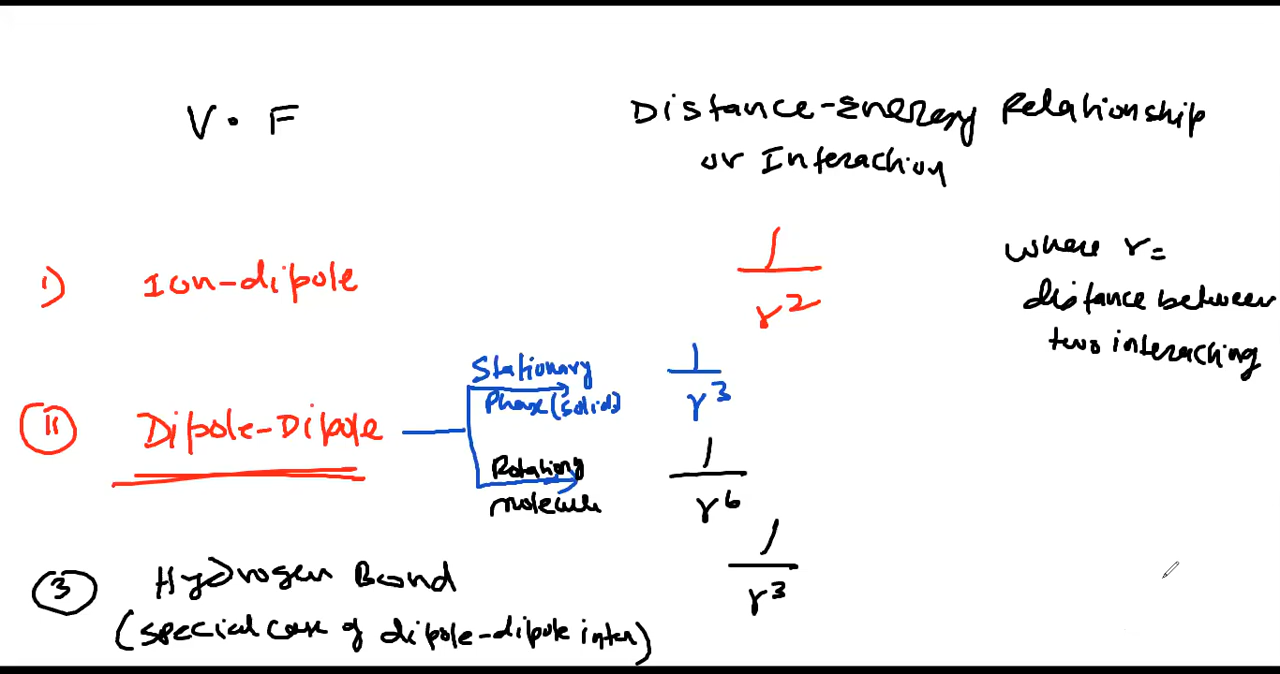 V . F
Distance-Energy Relationship
or Interaction
1) Ion-dipole
1/r²
where r=
distance between
two interacting
11 Dipole-Dipole
Stationary
Phase (solid)
1/r³
Rotating
molecule
1/r⁶
3 Hydrogen Bond
(special case of dipole-dipole inter)
1/r³